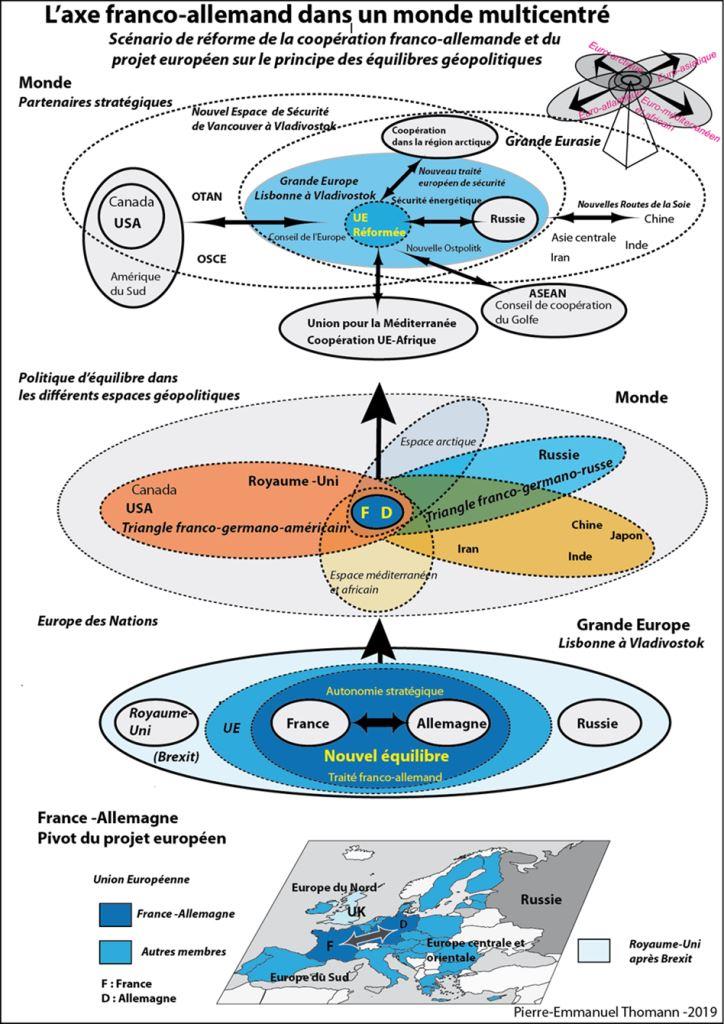 L'axe franco-allemand dans un monde multicentré
Scénario de réforme de la coopération franco-allemande et du
projet européen sur le principe des équilibres géopolitiques
Monde
Partenaires stratégiques
Euro-arctique
Euro-asiatique
Euro-atlantique
Euro-méditerranéen
et africain
Nouvel Espace de Sécurité
de Vancouver à Vladivostok
Coopération
dans la région arctique
Grande Eurasie
Grande Europe
Lisbonne à Vladivostok
Nouveau traité
européen de sécurité
Sécurité énergétique
Canada
USA
OTAN
UE
Réformée
Russie
Nouvelles Routes de la Soie
Chine
Conseil de l'Europe
Nouvelle Ostpolitk
Asie centrale
Inde
Iran
OSCE
Amérique
du Sud
ASEAN
Conseil de coopération
du Golfe
Union pour la Méditerranée
Coopération UE-Afrique
Politique d'équilibre dans
les différents espaces géopolitiques
Monde
Espace arctique
Russie
Royaume -Uni
Canada
USA
Triangle franco-germano-américain
F D
Triangle franco-germano-russe
Chine
Japon
Iran
Inde
Espace méditerranéen
et africain
Europe des Nations
Grande Europe
Lisbonne à Vladivostok
Autonomie stratégique
Royaume-
Uni
(Brexit)
UE
France
Allemagne
Russie
Nouvel équilibre
Traité franco-allemand
France -Allemagne
Pivot du projet européen
Union Européenne
France -Allemagne
Autres membres
F : France
D : Allemagne
Europe du Nord
UK
Russie
D
F
Europe centrale et
orientale
Europe du Sud
Royaume-Uni
après Brexit
Pierre-Emmanuel Thomann -2019